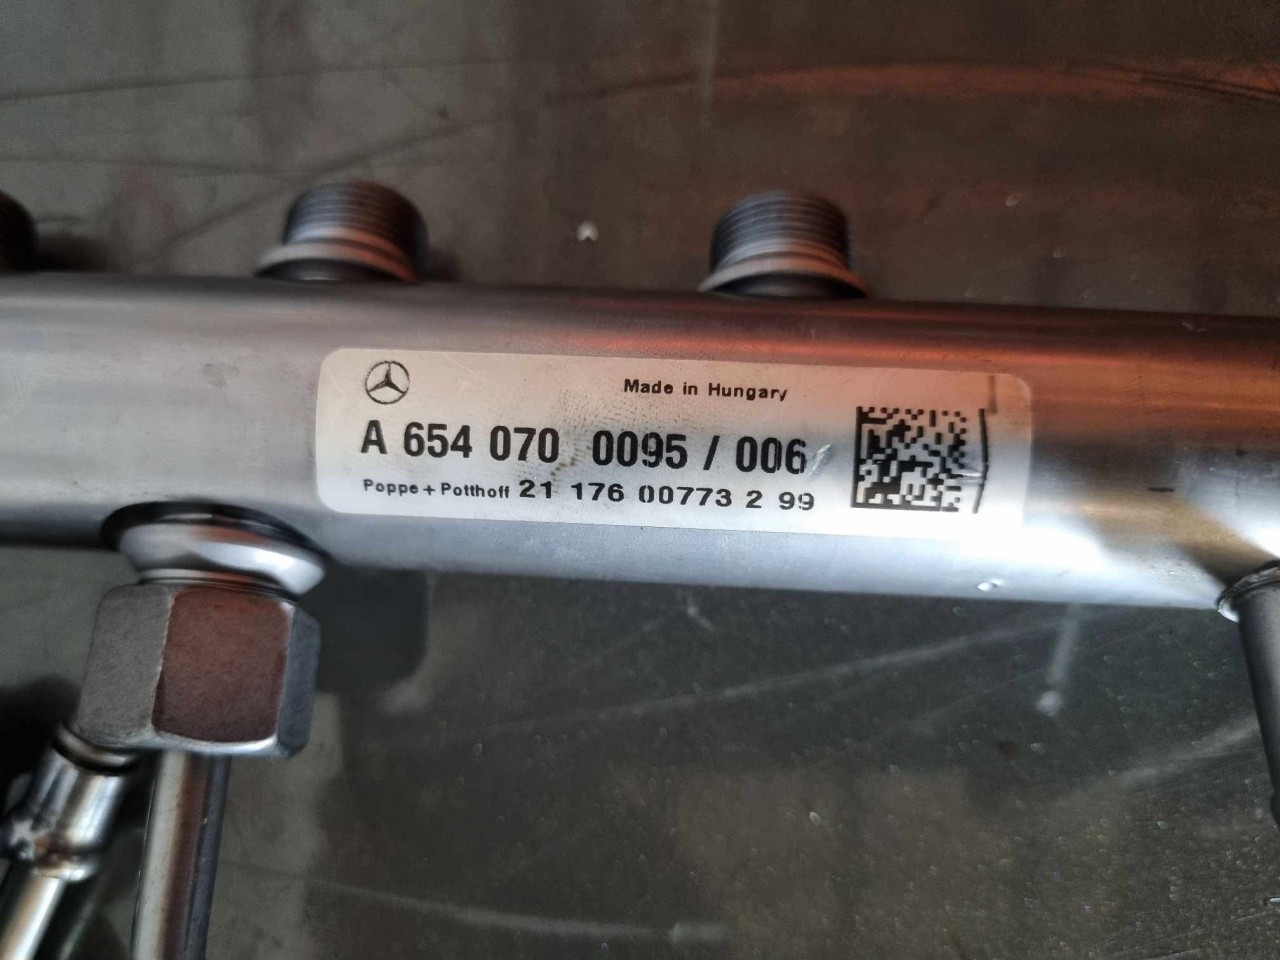 Made in Hungary
A 654 070 0095 / 006
Poppe + Potthoff 21 176 00773 2 99